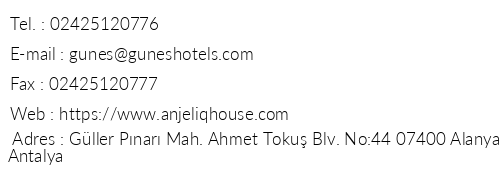 Tel. : 02425120776
E-mail : gunes@guneshotels.com
Fax : 02425120777
Web : https://www.anjeliqhouse.com
Adres : Güller Pınarı Mah. Ahmet Tokuş Blv. No:44 07400 Alanya
Antalya